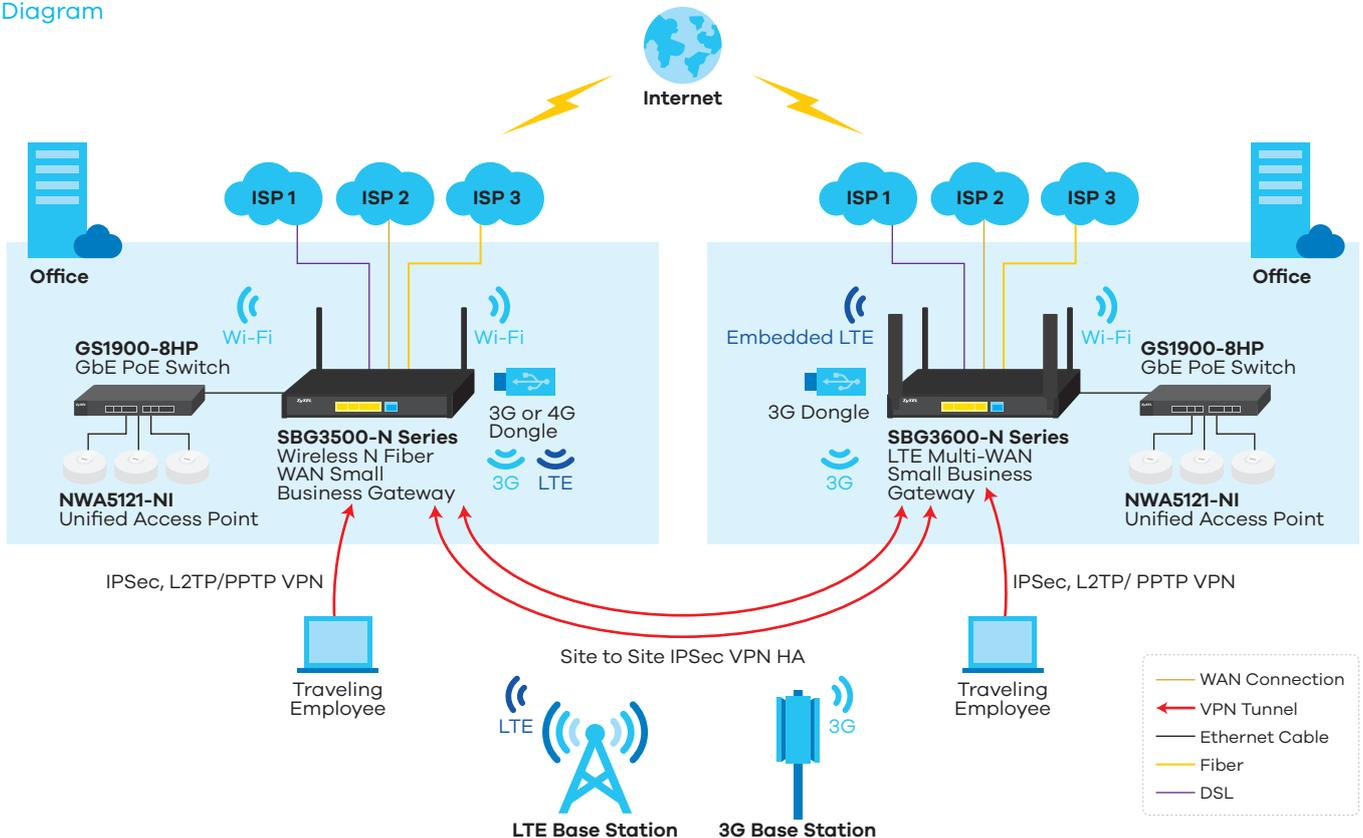 Diagram
Internet
ISP 1
ISP 2
ISP 3
ISP 1
ISP 2
ISP 3
Office
Office
Wi-Fi
Wi-Fi
Embedded LTE
Wi-Fi
GS1900-8HP
GbE PoE Switch
ZyXEL
ZyXEL
3G or 4G
Dongle
3G
LTE
SBG3500-N Series
Wireless N Fiber
WAN Small
Business Gateway
NWA5121-NI
Unified Access Point
3G Dongle
3G
ZyXEL
SBG3600-N Series
LTE Multi-WAN
Small Business
Gateway
GS1900-8HP
GbE PoE Switch
ZyXEL
NWA5121-NI
Unified Access Point
IPSec, L2TP/PPTP VPN
IPSec, L2TP/ PPTP VPN
Site to Site IPSec VPN HA
Traveling
Employee
Traveling
Employee
LTE
3G
LTE Base Station
3G Base Station
WAN Connection
VPN Tunnel
Ethernet Cable
Fiber
DSL